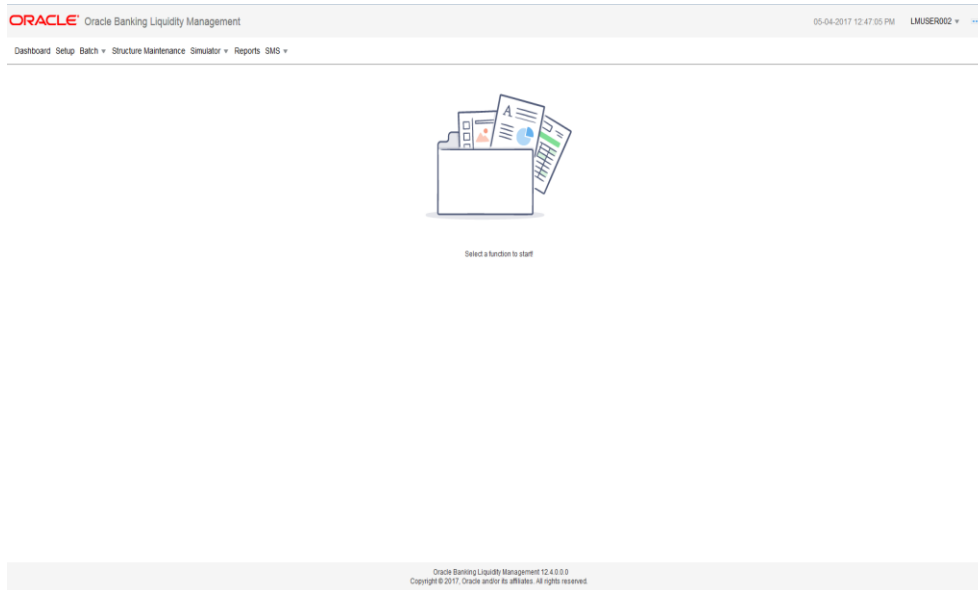 ORACLE® Oracle Banking Liquidity Management
05-04-2017 12:47:05 PM LMUSER002
Dashboard Setup Batch Structure Maintenance Simulator Reports SMS
A
Select a function to start!
Oracle Banking Liquidity Management 12.4.0.0.0
Copyright © 2017, Oracle and/or its affiliates. All rights reserved.